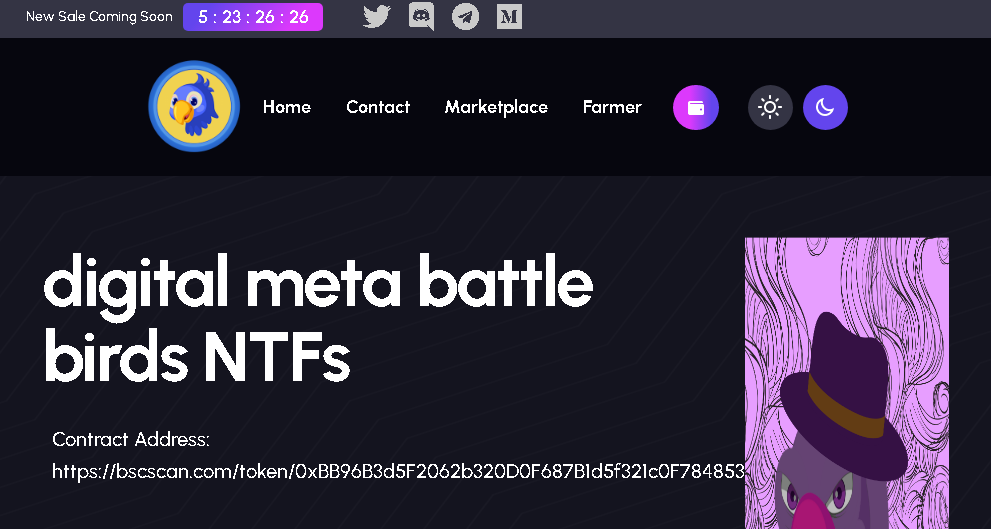 New Sale Coming Soon 5 : 23 : 26 : 26 M
Home Contact Marketplace Farmer
digital meta battle
birds NTFs
Contract Address:
https://bscscan.com/token/0xBB96B3d5F2062b320D0F687B1d5f321c0F784853